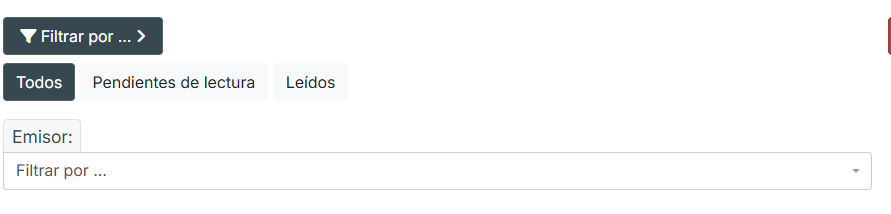 Filtrar por ...
Todos Pendientes de lectura Leídos
Emisor:
Filtrar por ...